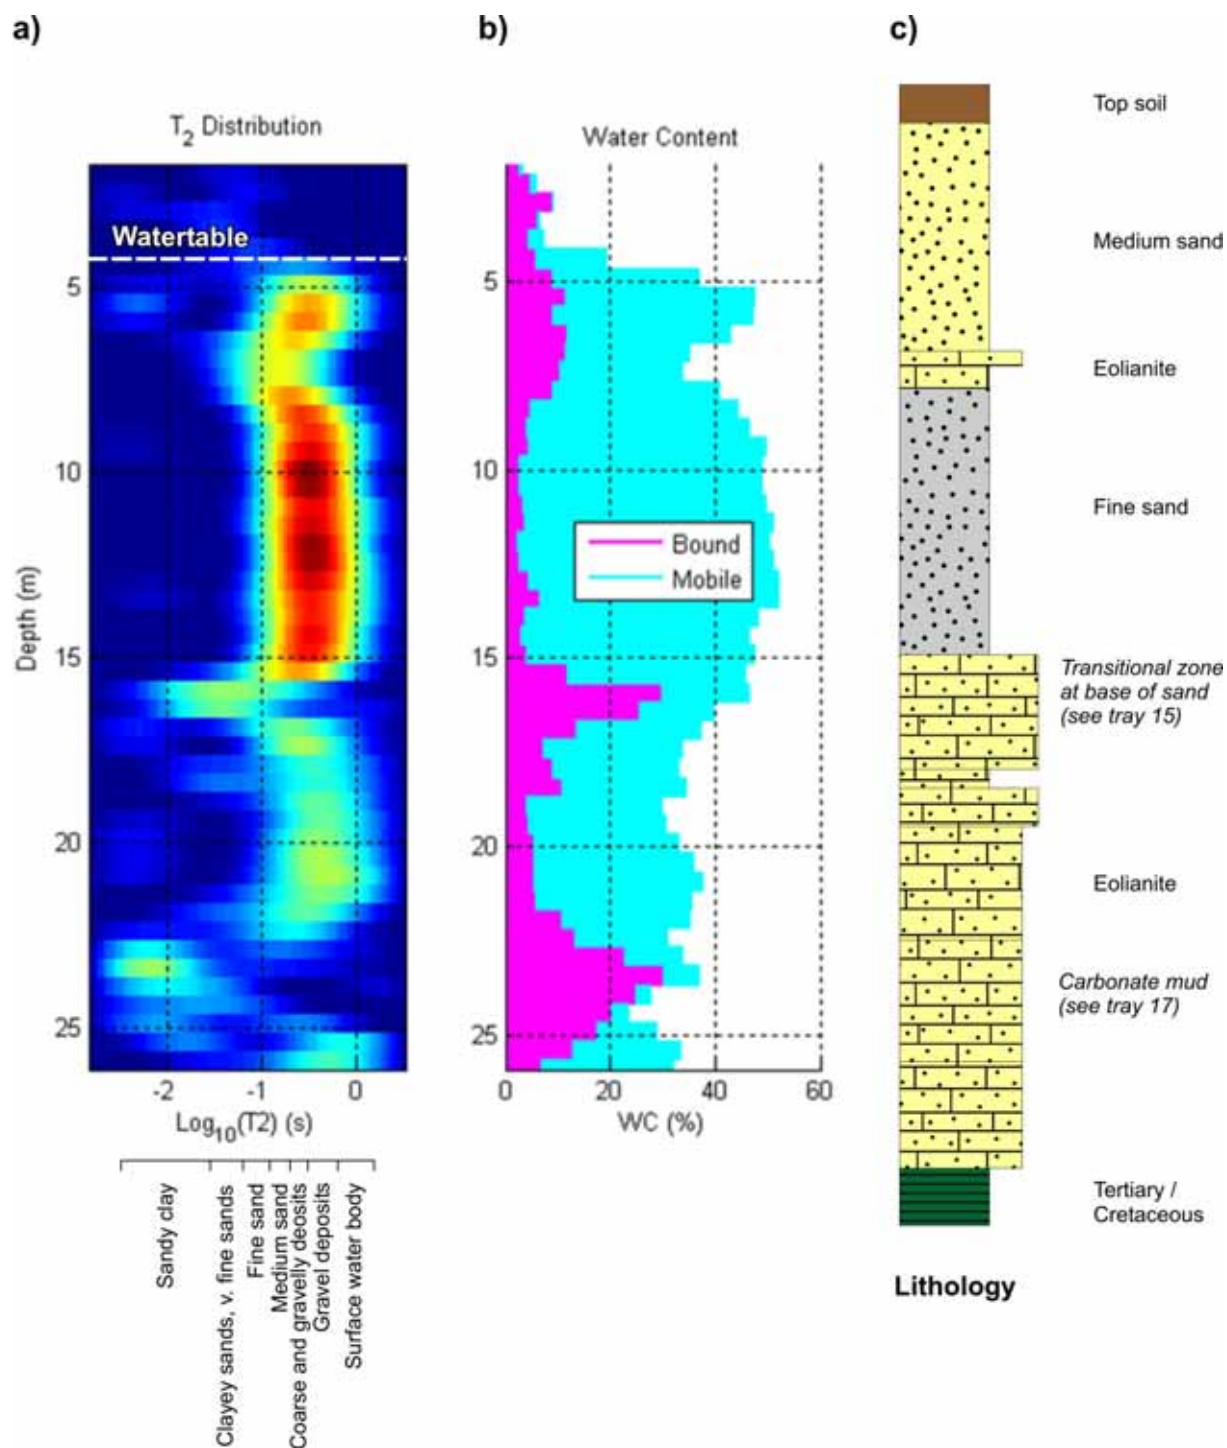 a)
b)
c)
T2 Distribution
Watertable
5
10
15
20
25
Depth (m)
-2
-1
0
Log10(T2) (s)
Sandy clay
Clayey sands, v. fine sands
Fine sand
Medium sand
Coarse and gravelly deosits
Gravel deposits
Surface water body
Water Content
5
10
15
20
25
Bound
Mobile
0
20
40
60
WC (%)
Top soil
Medium sand
Eolianite
Fine sand
Transitional zone
at base of sand
(see tray 15)
Eolianite
Carbonate mud
(see tray 17)
Tertiary /
Cretaceous
Lithology